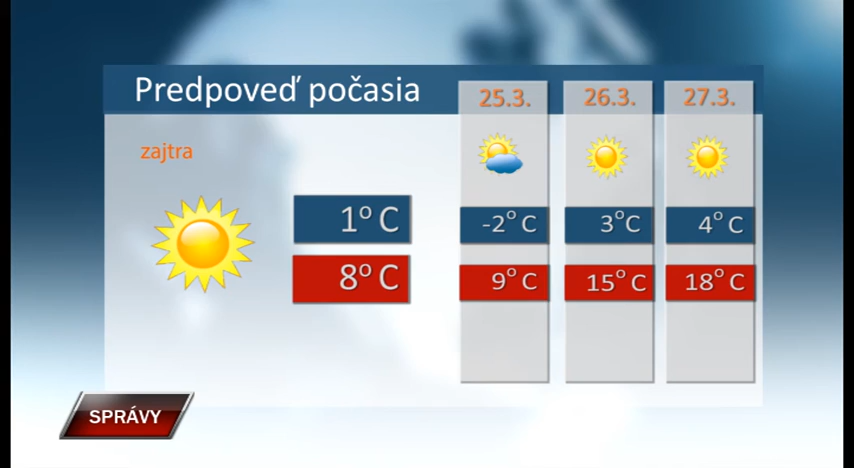 Predpoveď počasia
zajtra
1° C
8° C
25.3.
-2° C
9° C
26.3.
3°C
15° C
27.3.
4° C
18° C
SPRÁVY